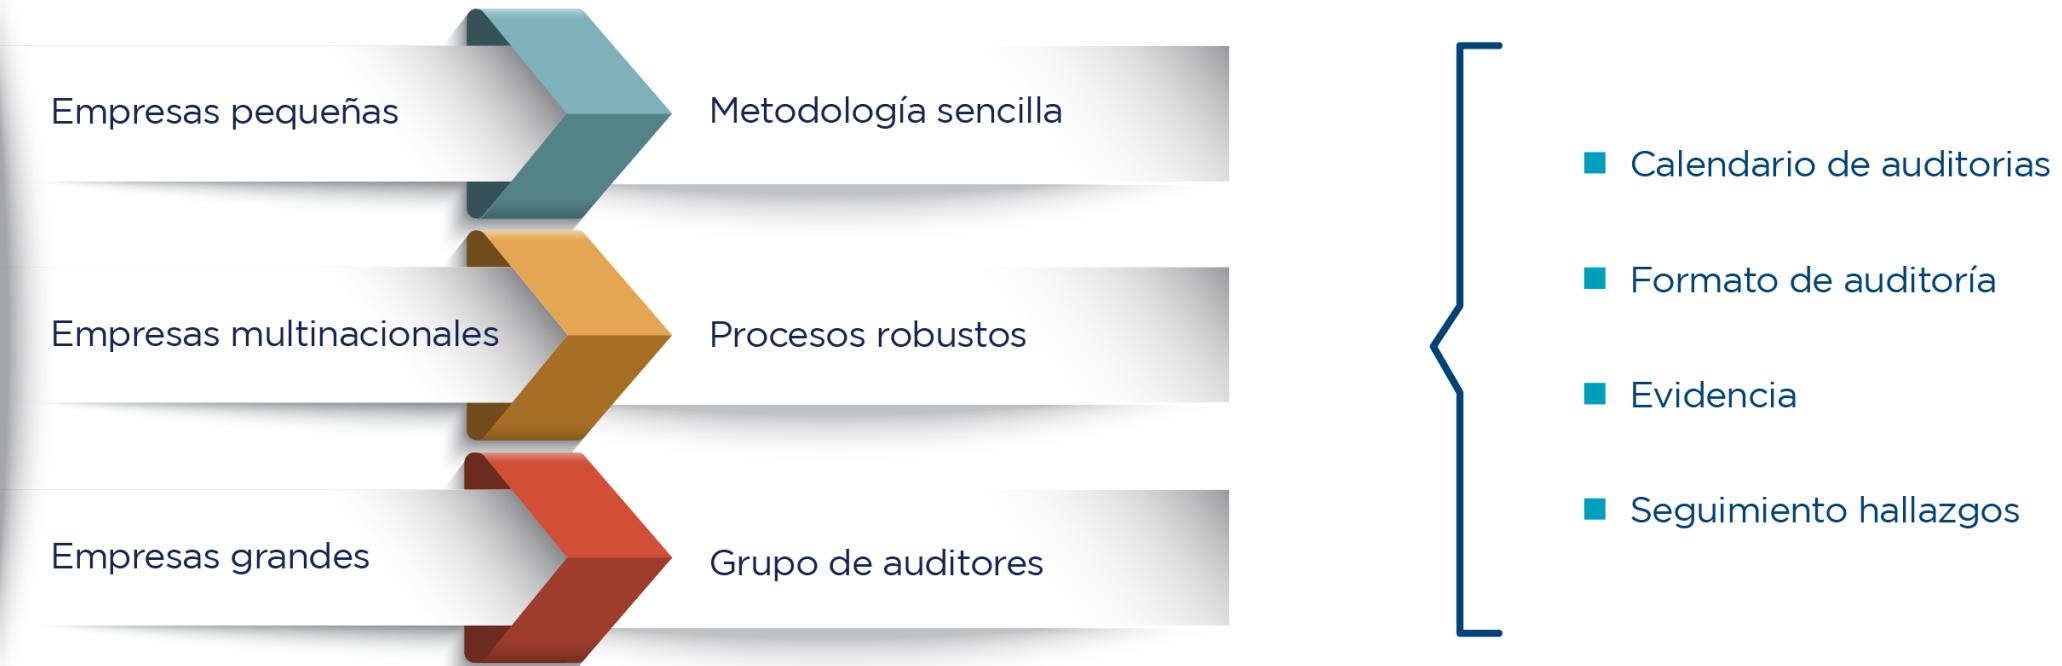 Empresas pequeñas
Metodología sencilla
Empresas multinacionales
Procesos robustos
Empresas grandes
Grupo de auditores
Calendario de auditorias
Formato de auditoría
Evidencia
Seguimiento hallazgos